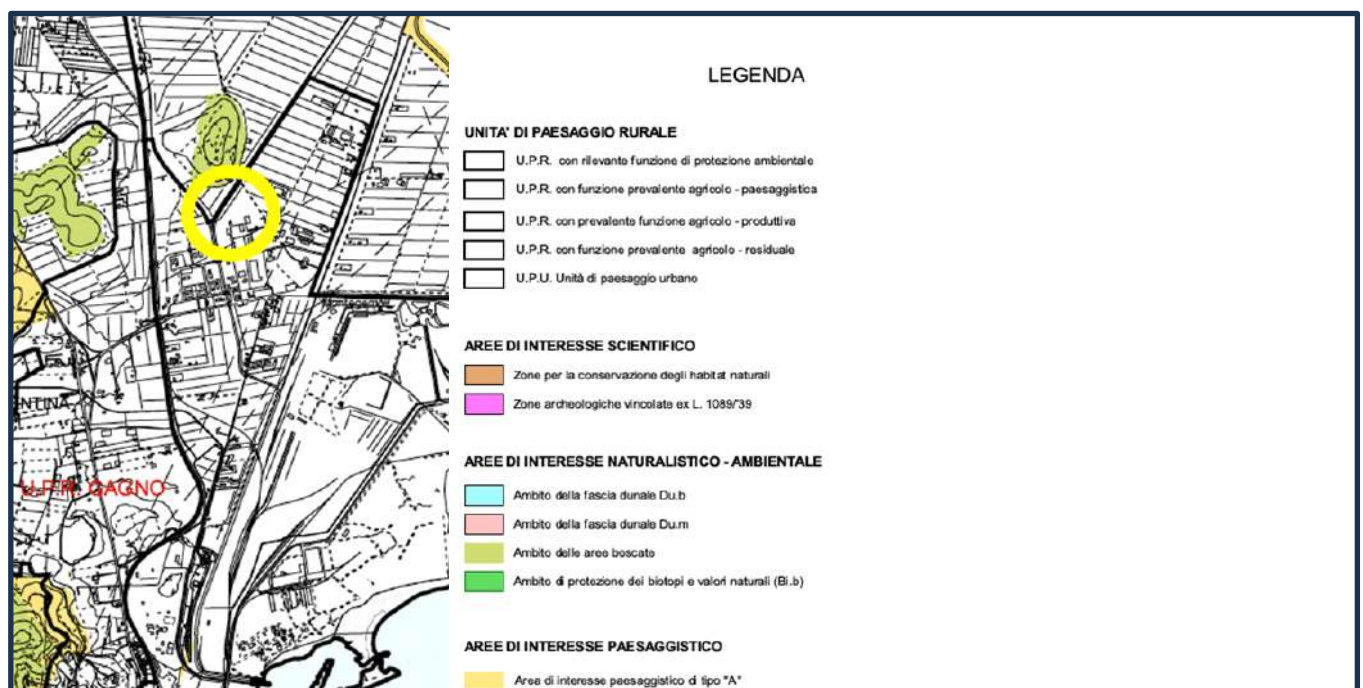 LEGENDA
UNITA' DI PAESAGGIO RURALE
U.P.R. con rilevante funzione di protezione ambientale
U.P.R. con funzione prevalente agricolo - paesaggistica
U.P.R. con prevalente funzione agricolo - produttiva
U.P.R. con funzione prevalente agricolo - residuale
U.P.U. Unità di paesaggio urbano
AREE DI INTERESSE SCIENTIFICO
Zone per la conservazione degli habitat naturali
Zone archeologiche vincolate ex L. 1089/'39
NTINA
AREE DI INTERESSE NATURALISTICO - AMBIENTALE
U.P.R. GAGNO
Ambito della fascia dunale Du.b
Ambito della fascia dunale Du.m
Ambito delle aree boscate
Ambito di protezione dei biotopi e valori naturali (Bi.b)
AREE DI INTERESSE PAESAGGISTICO
Area di interesse paesaggistico di tipo "A"